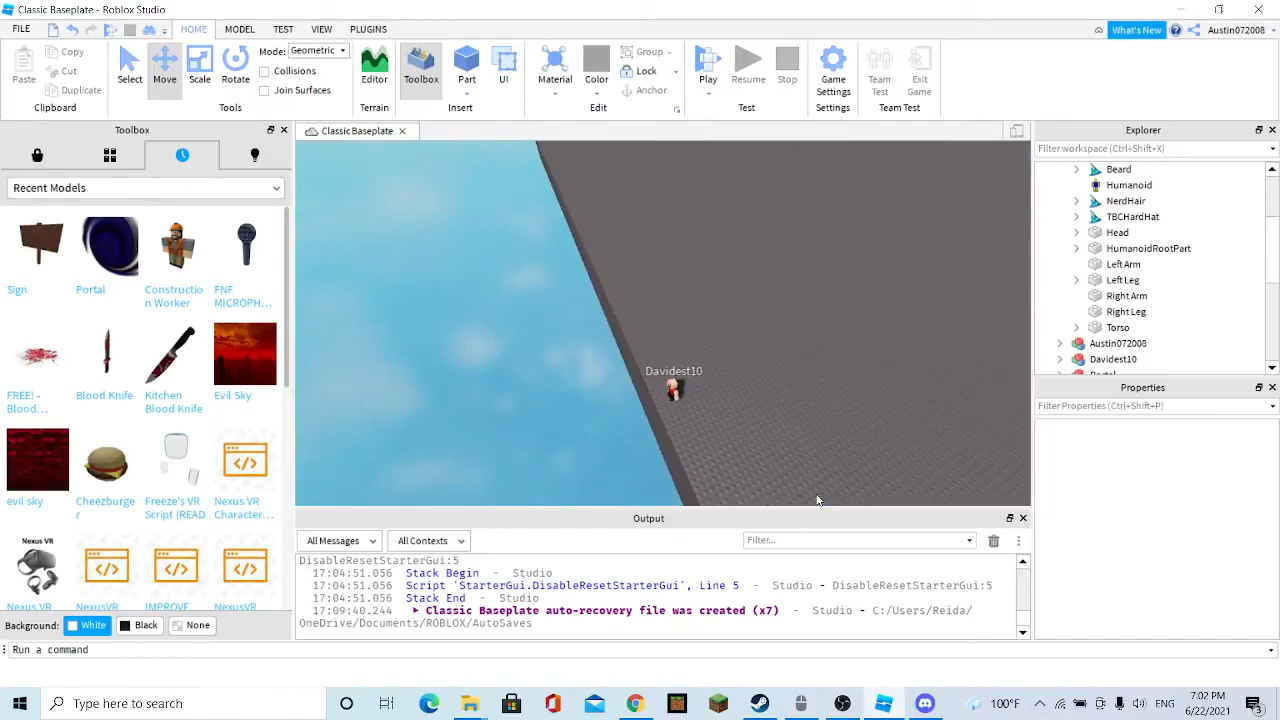 Classic Baseplate - Roblox Studio
FILE HOME MODEL TEST VIEW PLUGINS What's New Austin072008
Paste Copy Cut Duplicate Clipboard
Select Move Scale Rotate Mode: Geometric Collisions Join Surfaces Tools
Editor Terrain
Toolbox Part UI Insert
Material Color Group Lock Anchor Edit
Play Resume Stop Test
Game Settings Settings
Team Test Exit Game Team Test
Toolbox
Recent Models
Sign
Portal
Constructio
n Worker
FNF
MICROPH...
FREE! -
Blood...
Blood Knife
Kitchen
Blood Knife
Evil Sky
evil sky
Cheezburge
r
Freeze's VR
Script (READ
Nexus VR
Character...
Nexus VR
Nexus VR
NexusVR
IMPROVE
NexusVR
Background: White Black None
Classic Baseplate
Davidest10
Output
All Messages All Contexts Filter...
DisableResetStarterGui:5
17:04:51.056 Stack Begin - Studio
17:04:51.056 Script 'StarterGui.DisableResetStarterGui', Line 5 - Studio - DisableResetStarterGui:5
17:04:51.056 Stack End - Studio
17:09:40.244 Classic Baseplate auto-recovery file was created (x7) - Studio - C:/Users/Reida/
OneDrive/Documents/ROBLOX/AutoSaves
Explorer
Filter workspace (Ctrl+Shift+X)
Beard
Humanoid
NerdHair
TBCHardHat
Head
HumanoidRootPart
Left Arm
Left Leg
Right Arm
Right Leg
Torso
Austin072008
Davidest10
Portal
Properties
Filter Properties (Ctrl+Shift+P)
Run a command
Type here to search
100°F
7:02 PM
6/22/2021
3